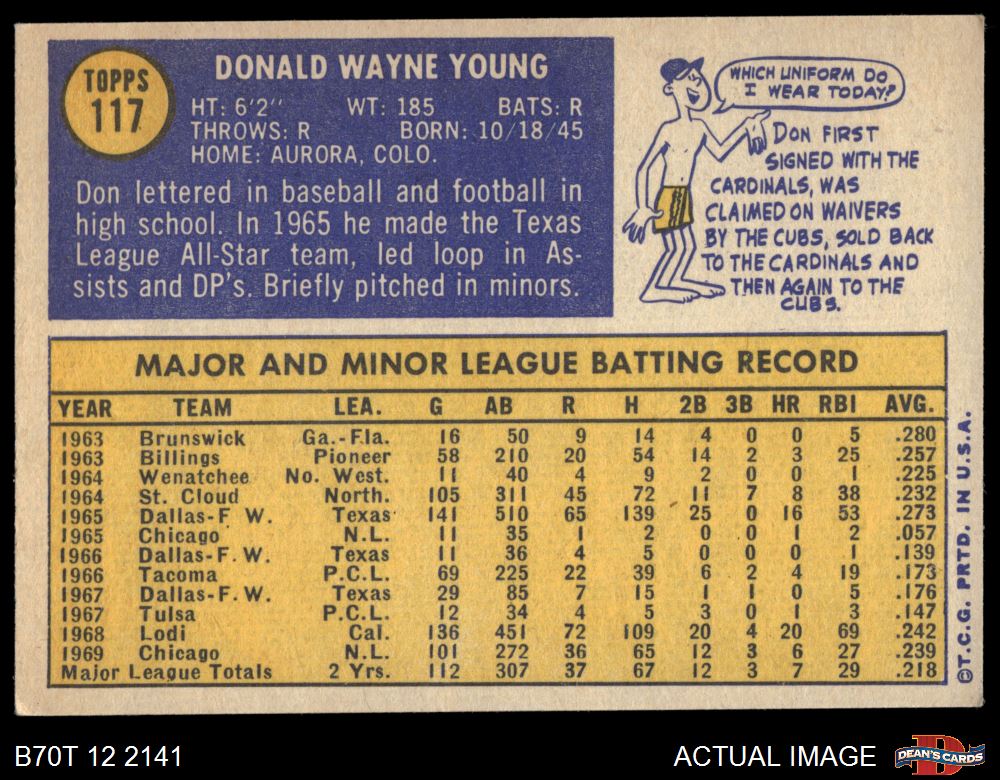 TOPPS
117
DONALD WAYNE YOUNG
HT: 6'2" WT: 185 BATS: R
THROWS: R BORN: 10/18/45
HOME: AURORA, COLO.
Don lettered in baseball and football in
high school. In 1965 he made the Texas
League All-Star team, led loop in As-
sists and DP's. Briefly pitched in minors.
WHICH UNIFORM DO
I WEAR TODAY?
DON FIRST
SIGNED WITH THE
CARDINALS, WAS
CLAIMED ON WAIVERS
BY THE CUBS, SOLD BACK
TO THE CARDINALS AND
THEN AGAIN TO THE
CUBS.
MAJOR AND MINOR LEAGUE BATTING RECORD
YEAR TEAM LEA. G AB R H 2B 3B HR RBI AVG.
1963 Brunswick Ga.-Fla. 16 50 9 14 4 0 0 5 .280
1963 Billings Pioneer 58 210 20 54 14 2 3 25 .257
1964 Wenatchee No. West. 11 40 4 9 2 0 0 1 .225
1964 St. Cloud North. 105 311 45 72 11 7 8 38 .232
1965 Dallas-F W. Texas 141 510 65 139 25 0 16 53 .273
1965 Chicago N.L. 11 35 1 2 0 0 1 2 .057
1966 Dallas-F.W. Texas 11 36 4 5 0 0 0 1 .139
1966 Tacoma P.C.L. 69 225 22 39 6 2 4 19 .173
1967 Dallas-F.W. Texas 29 85 7 15 1 1 0 5 .176
1967 Tulsa P.C.L. 12 34 4 5 3 0 1 3 .147
1968 Lodi Cal. 136 451 72 109 20 4 20 69 .242
1969 Chicago N.L. 101 272 36 65 12 3 6 27 .239
Major League Totals 2 Yrs. 112 307 37 67 12 3 7 29 .218
©T.C.G. PRTD. IN U.S.A.
B70T 12 2141
ACTUAL IMAGE
D
DEAN'S CARDS